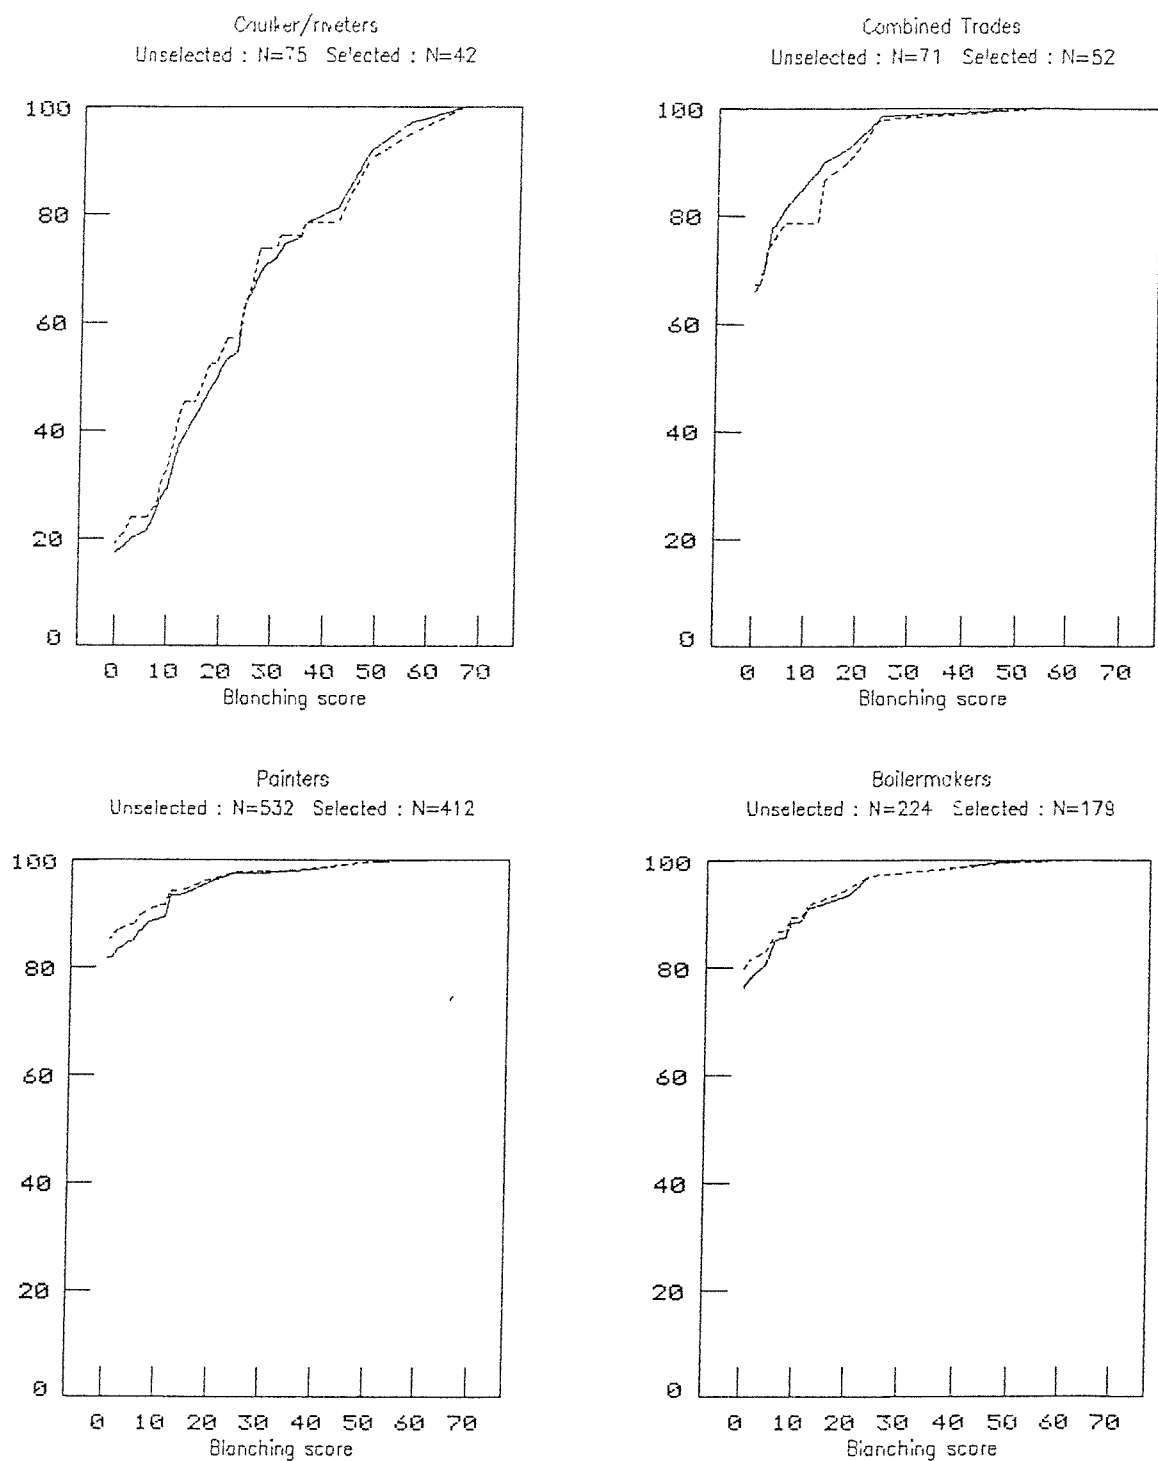 Caulker/riveters
Unselected : N=75 Selected : N=42
100
80
60
40
20
0
0 10 20 30 40 50 60 70
Blanching score
Combined Trades
Unselected : N=71 Selected : N=52
100
80
60
40
20
0
0 10 20 30 40 50 60 70
Blanching score
Painters
Unselected : N=532 Selected : N=412
100
80
60
40
20
0
0 10 20 30 40 50 60 70
Blanching score
Boilermakers
Unselected : N=224 Selected : N=179
100
80
60
40
20
0
0 10 20 30 40 50 60 70
Blanching score